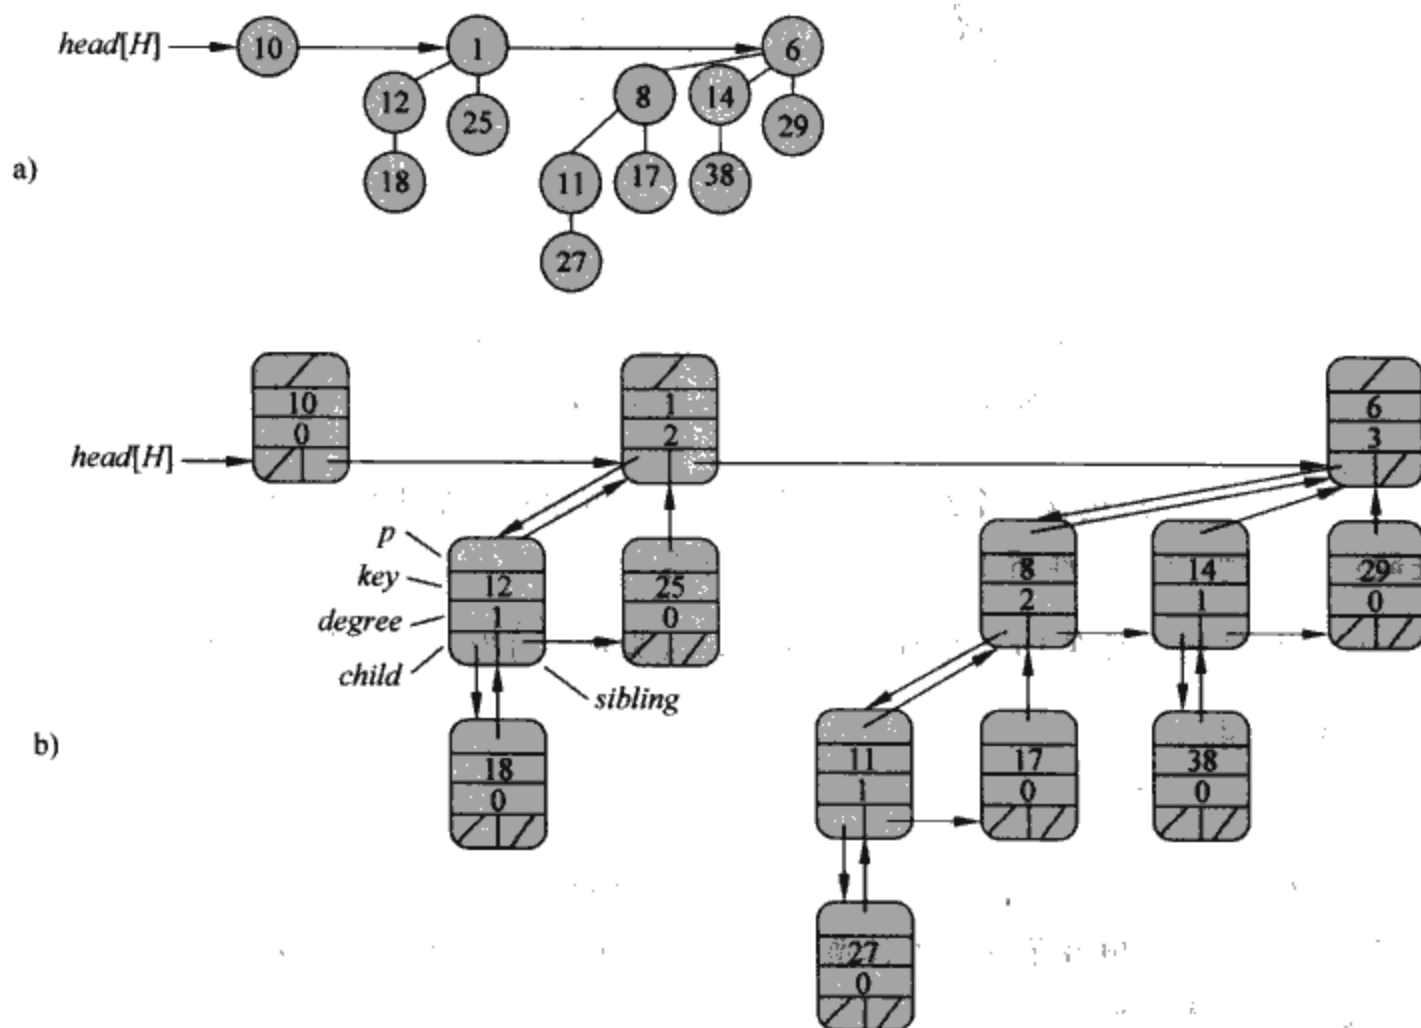 head[H] 10 1 6
12 8 14
25 29
a) 18 11 17 38
27
10 1 6
0 2 3
head[H]
p
key 12 25 8 14 29
degree 1 0 2 1 0
child sibling
b) 18 11 17 38
0 1 0 0
27
0